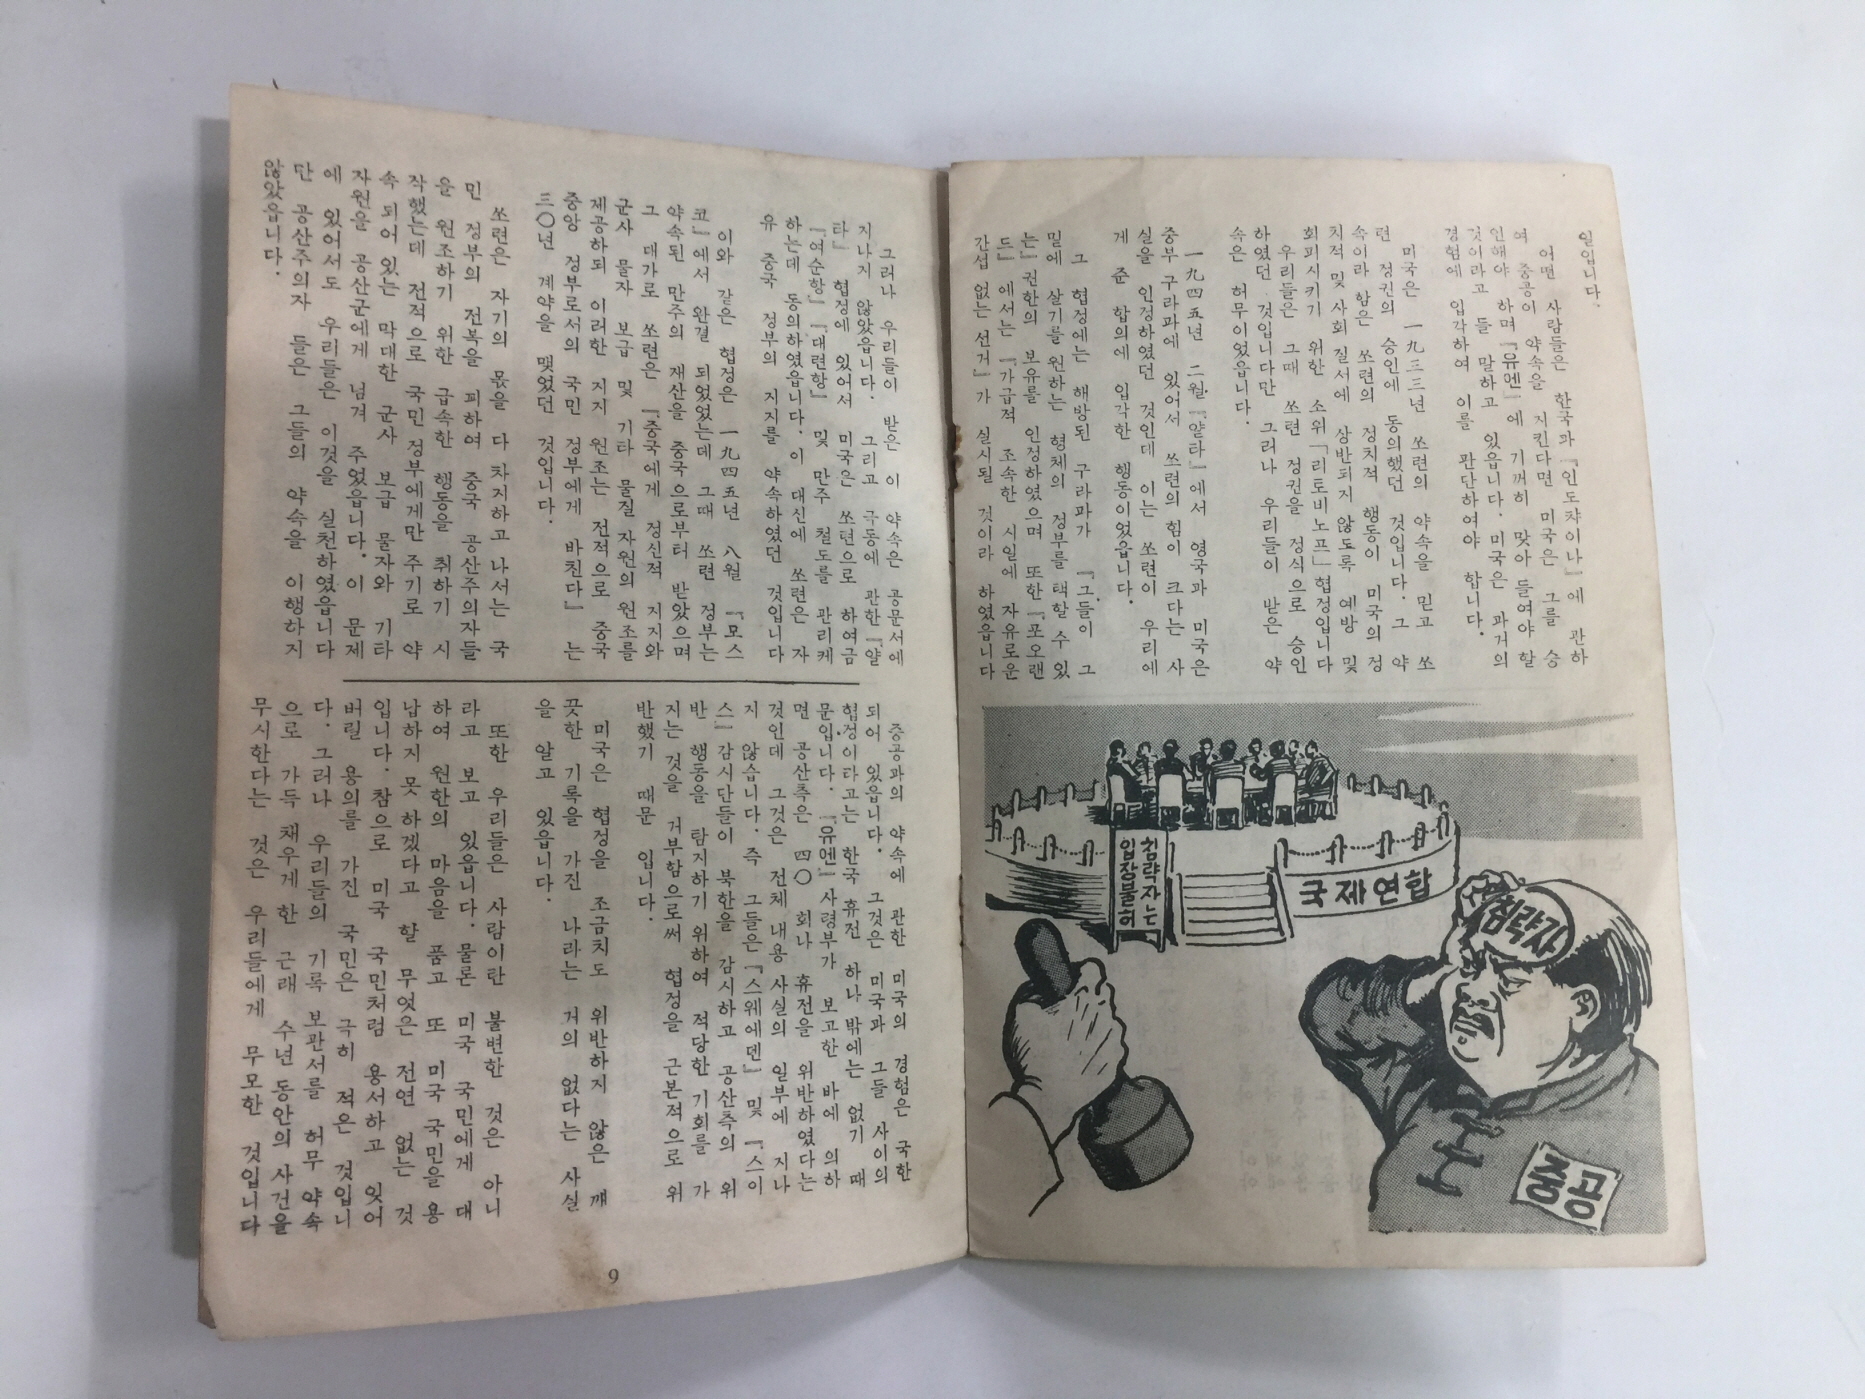 일입니다.
어떤 사람들은 한국과『인도챠이나』에 관하
여 중공이 약속을 지킨다면 미국은 그를 승
인해야 하며『유엔』에 기꺼히 맞아 들여야 할
것이라고 들 말하고 있읍니다. 미국은 과거의
경험에 입각하여 이를 판단하여야 합니다.
미국은 一九三三년 쏘련의 약속을 믿고 쏘
련 정권의 승인에 동의했던 것입니다. 그 약
속이라 함은 쏘련의 정치적 행동이 미국의 정
치적 및 사회 질서에 상반되지 않도록 예방 및
회피시키기 위한 소위「리토비노프」협정입니다
우리들은 그때 쏘련 정권을 정식으로 승인
하였던 것입니다만 그러나 우리들이 받은 약
속은 허무이었읍니다.
一九四五년 二월『얄타』에서 영국과 미국은
중부 구라파에 있어서 쏘련의 힘이 크다는 사
실을 인정하였던 것인데 이는 쏘련이 우리에
게 준 합의에 입각한 행동이었읍니다.
그 협정에는 해방된 구라파가 『그들이 그
밑에 살기를 원하는 형체의 정부를 택할 수 있
는』권한의 보유를 인정하였으며 또한『포오랜
드』에서는『가급적 조속한 시일에 자유로운
간섭 없는 선거』가 실시될 것이라 하였읍니다
침략자는
입장불허
국제연합
침략자
중공
그러나 우리들이 받은 이 약속은 공문서에
지나지 않았읍니다. 그리고 극동에 관한『얄
타』협정에 있어서 미국은 쏘련으로 하여금
『여순항』『대련항』및 만주 철도를 관리케
하는데 동의하였읍니다. 이 대신에 쏘련은 자
유 중국 정부의 지지를 약속하였던 것입니다
이와 같은 협정은 一九四五년 八월 『모스
코』에서 완결 되었었는데 그때 쏘련 정부는
약속된 만주의 재산을 중국으로부터 받았으며
그 대가로 쏘련은 『중국에게 정신적 지지와
군사 물자 보급 및 기타 물질 자원의 원조를
제공하되 이러한 지지 원조는 전적으로 중국
중앙 정부로서의 국민 정부에게 바친다』는
三〇년 계약을 맺었던 것입니다.
쏘련은 자기의 몫을 다 차지하고 나서는 국
민 정부의 전복을 피하여 중국 공산주의자들
을 원조하기 위한 급속한 행동을 취하기 시
작했는데 전적으로 국민 정부에게만 주기로 약
속 되어 있는 막대한 군사 보급 물자와 기타
자원을 공산군에게 넘겨 주었읍니다. 이 문제
에 있어서도 우리들은 이것을 실천하였읍니다
만 공산주의자 들은 그들의 약속을 이행하지
않았읍니다.
중공과의 약속에 관한 미국의 경험은 국한
되어 있읍니다. 그것은 미국과 그들 사이의
협정이라고는 한국 휴전 하나 밖에는 없기 때
문입니다. 『유엔』사령부가 보고한 바에 의하
면 공산측은 四〇 회나 휴전을 위반하였다는
것인데 그것은 전체 내용 사실의 일부에 지나
지 않습니다. 즉 그들은『스웨에덴』및『스이
스』감시단들이 북한을 감시하고 공산측의 위
반 행동을 탐지하기 위하여 적당한 기회를 가
지는 것을 거부함으로써 협정을 근본적으로 위
반했기 때문 입니다.
미국은 협정을 조금치도 위반하지 않은 깨
끗한 기록을 가진 나라는 거의 없다는 사실
을 알고 있읍니다.
또한 우리들은 사람이란 불변한 것은 아니
라고 보고 있읍니다. 물론 미국 국민에게 대
하여 원한의 마음을 품고 또 미국 국민을 용
납하지 못 하겠다고 할 무엇은 전연 없는 것
입니다. 참으로 미국 국민처럼 용서하고 잊어
버릴 용의를 가진 국민은 극히 적은 것입니
다. 그러나 우리들의 기록 보관서를 허무 약속
으로 가득 채우게 한 근래 수년 동안의 사건을
무시한다는 것은 우리들에게 무모한 것입니다
9